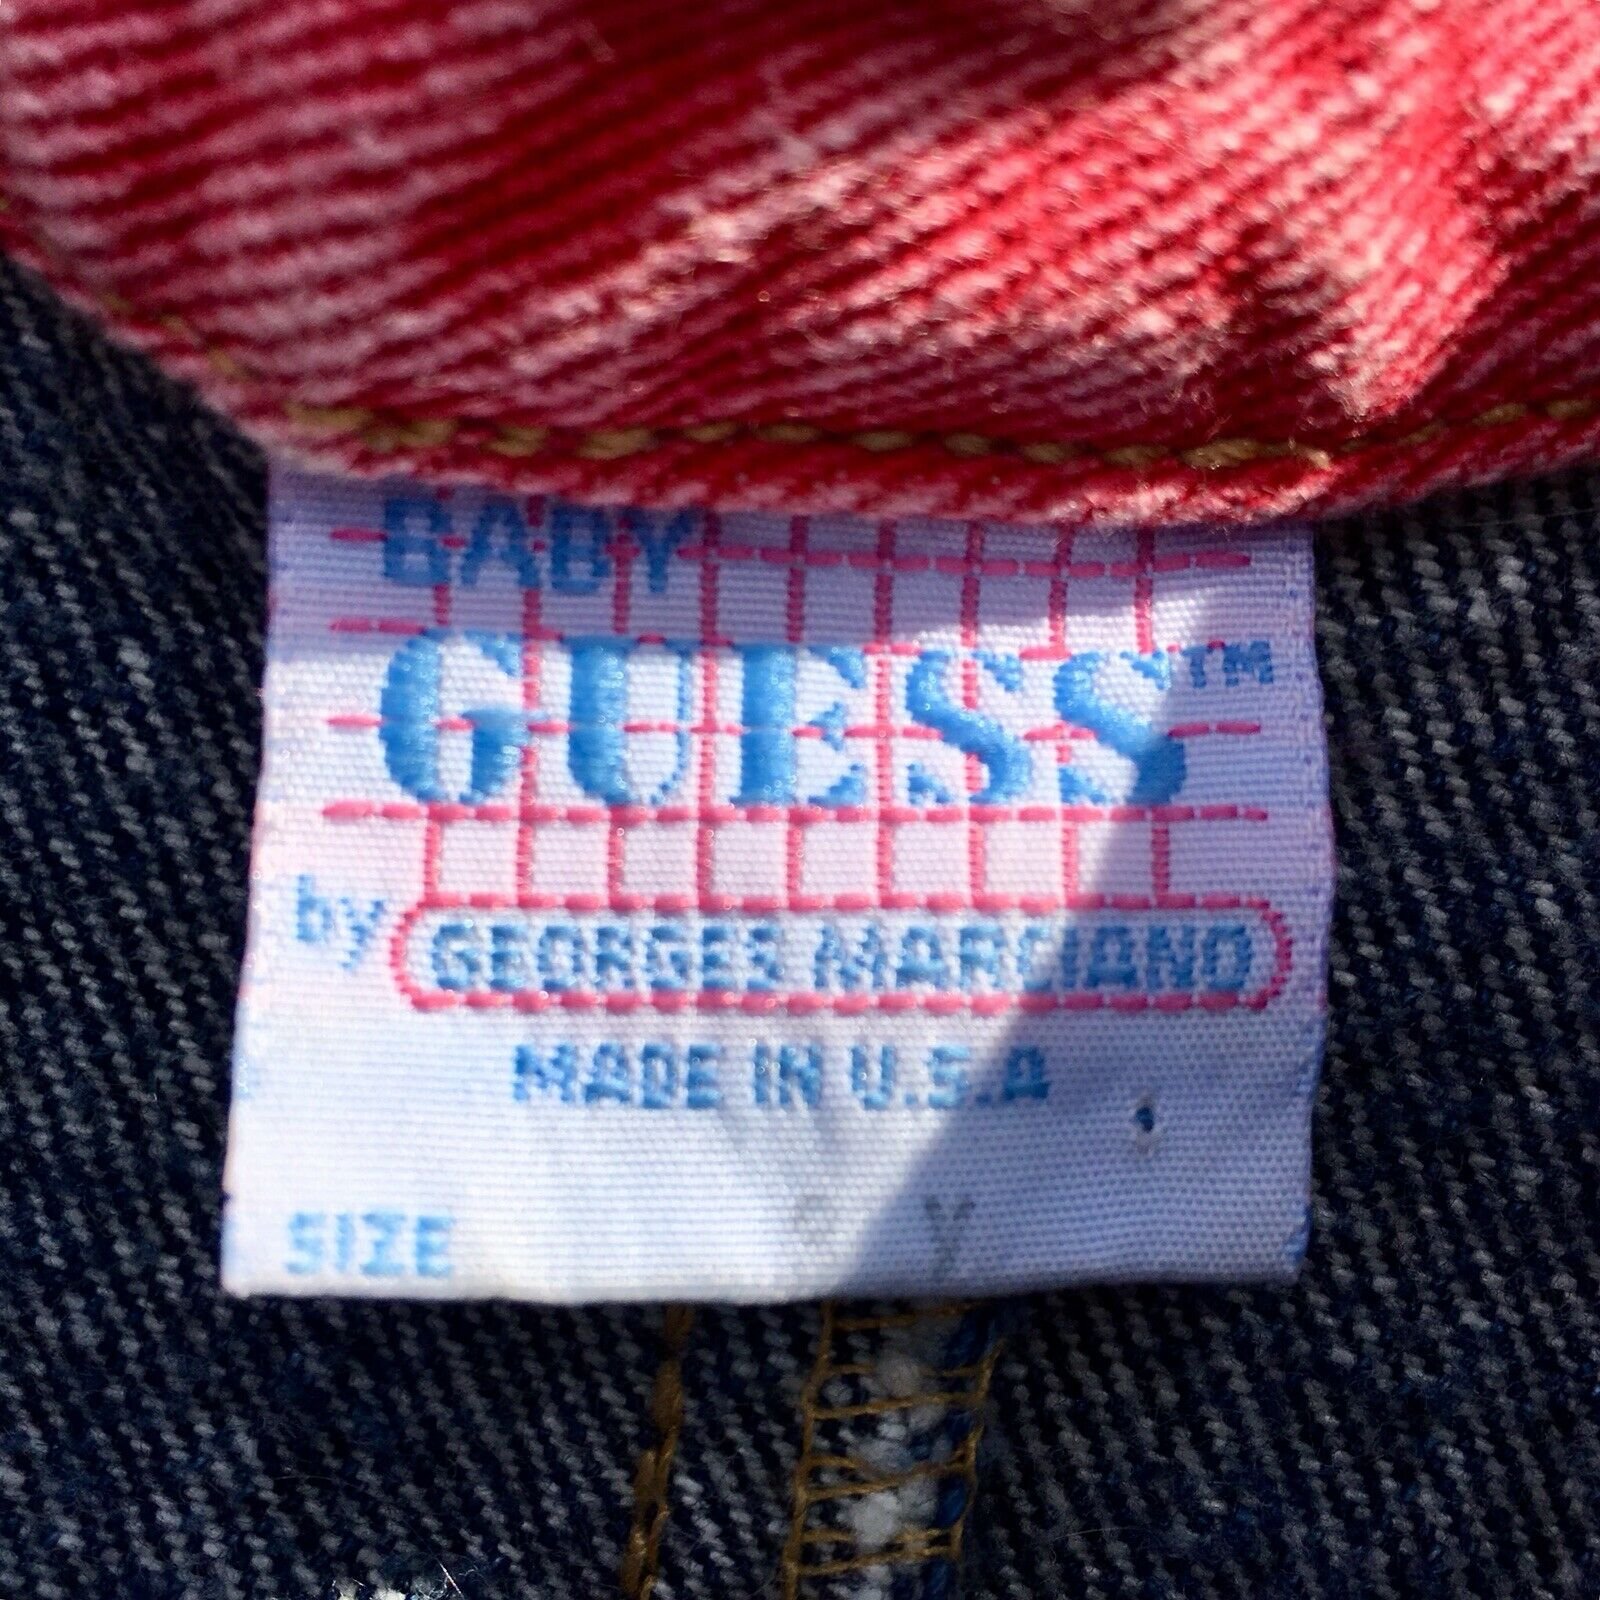 BABY
GUESS™
by GEORGES MARCIANO
MADE IN U.S.A
SIZE